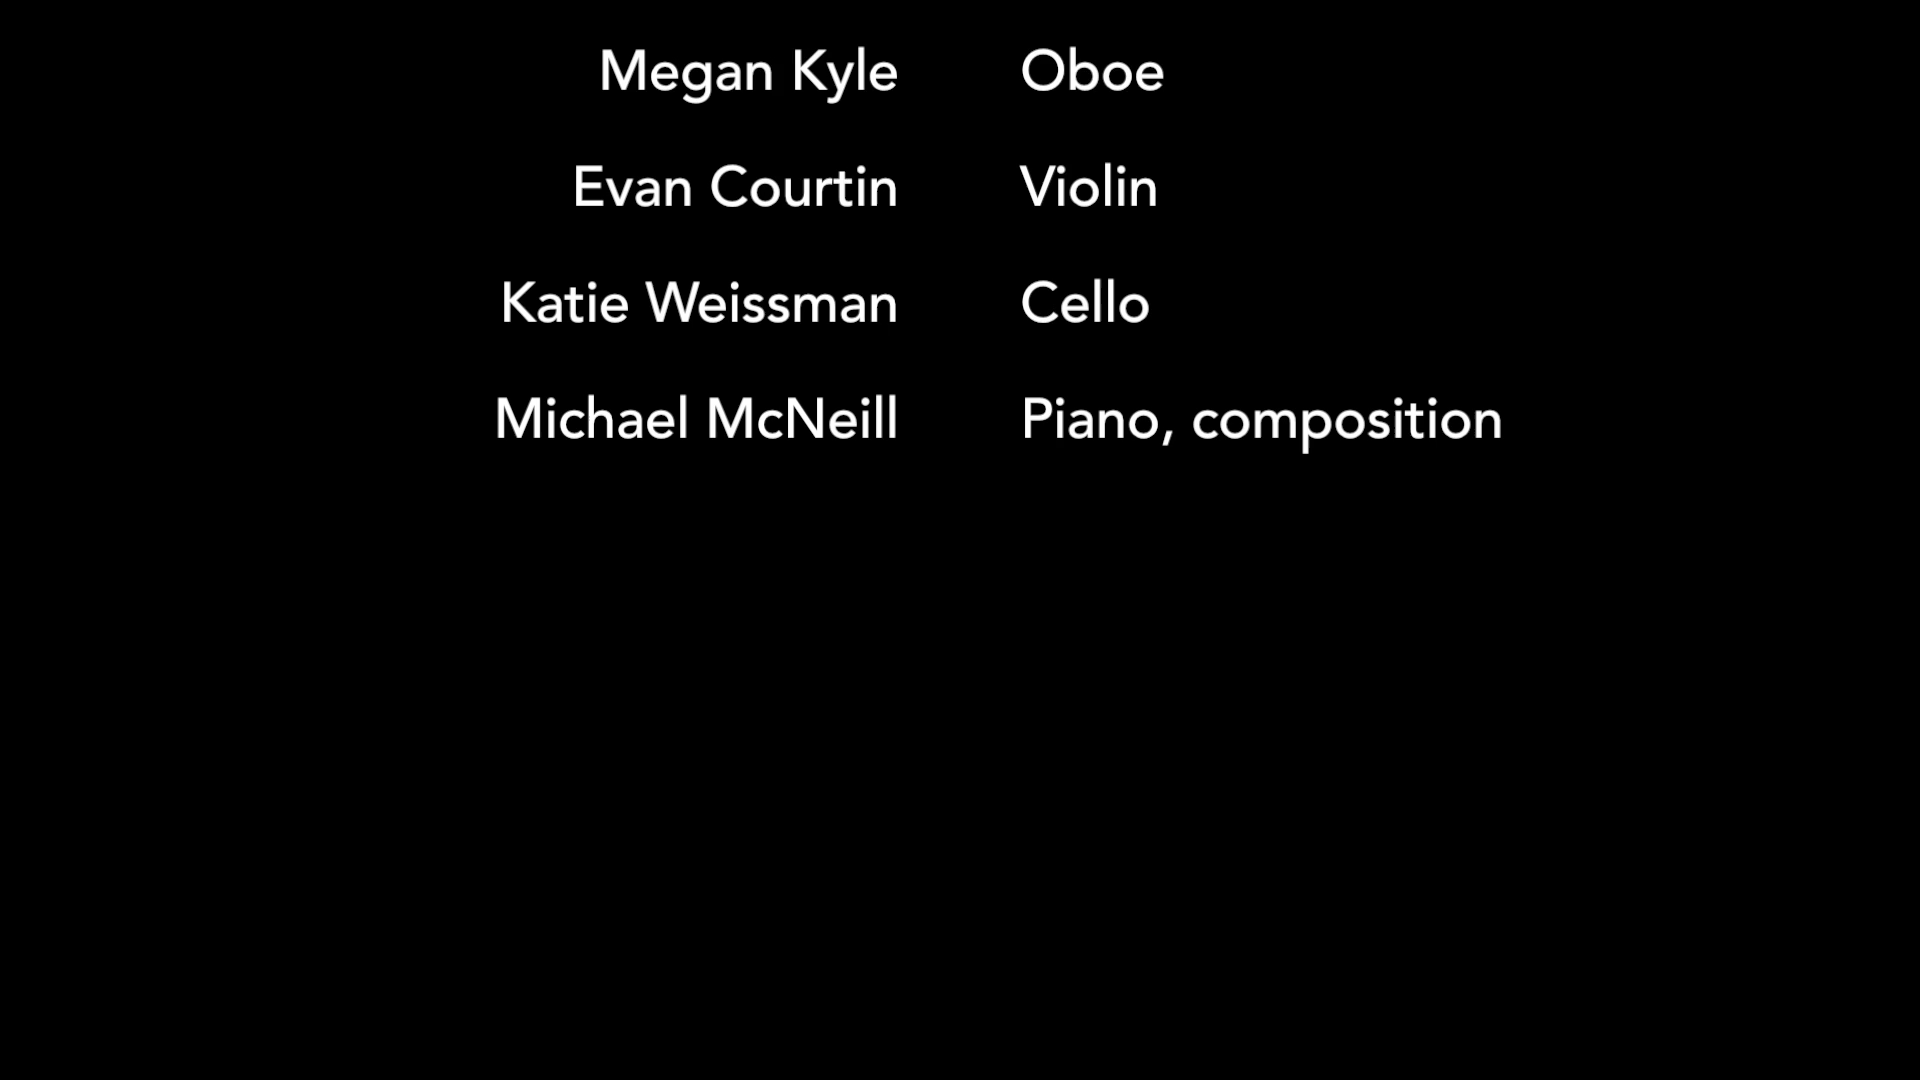 Megan Kyle Oboe
Evan Courtin Violin
Katie Weissman Cello
Michael McNeill Piano, composition